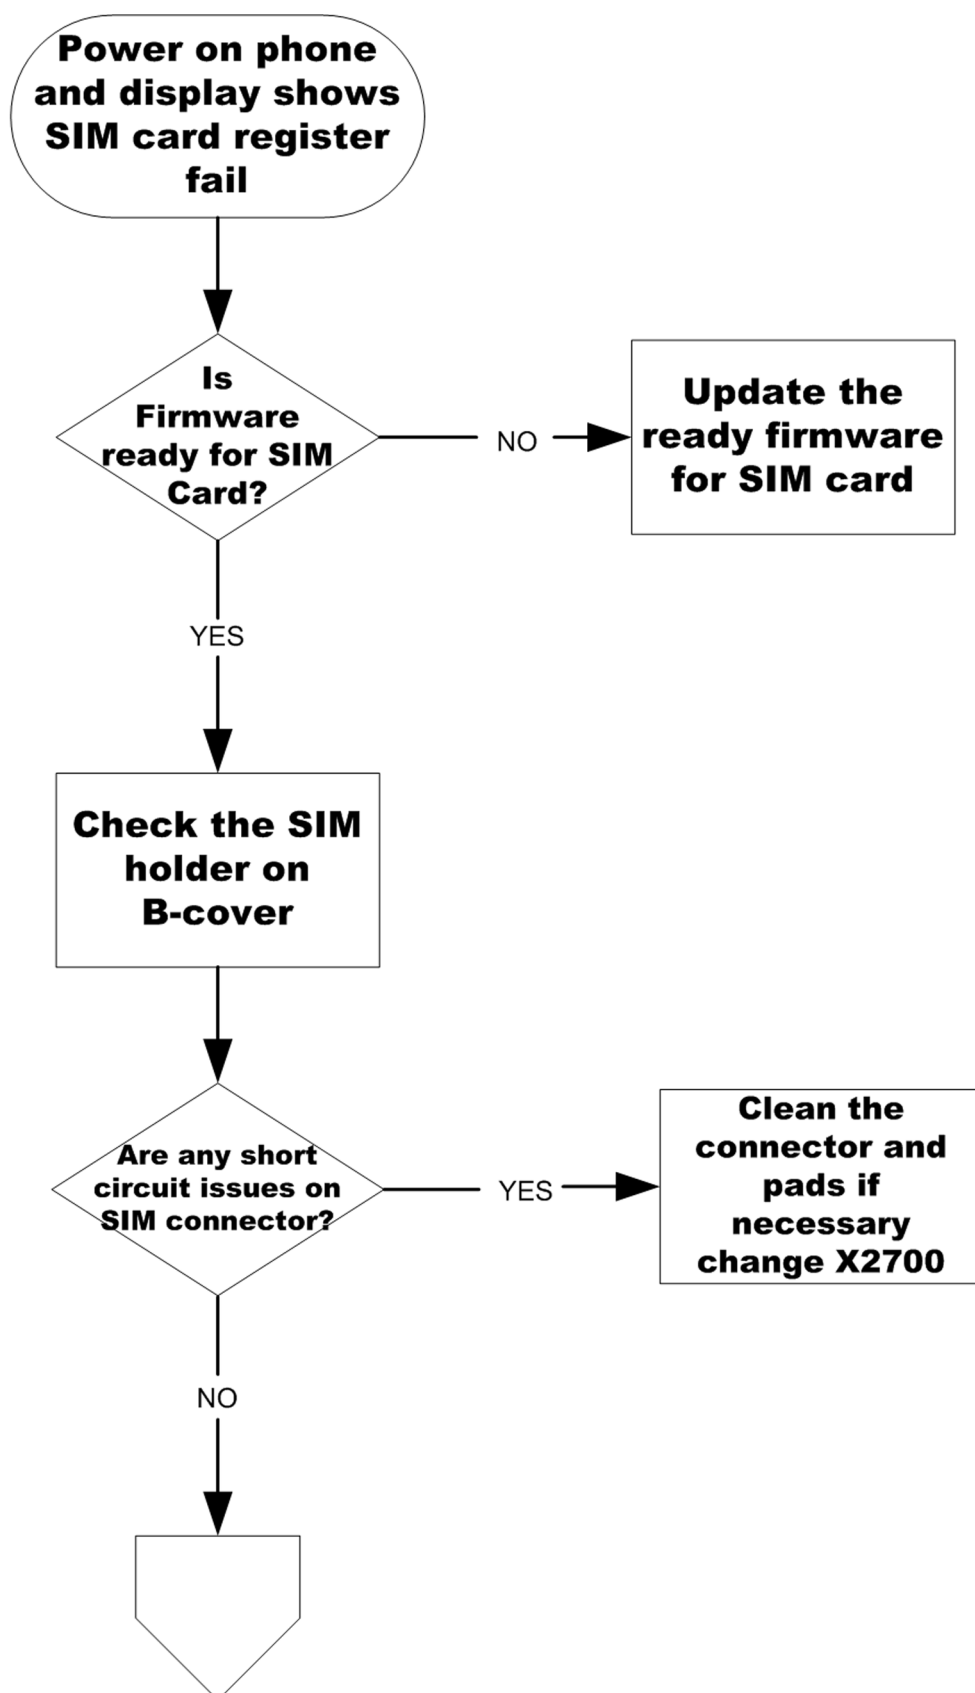 Power on phone
and display shows
SIM card register
fail
Is
Firmware
ready for SIM
Card?
NO
Update the
ready firmware
for SIM card
YES
Check the SIM
holder on
B-cover
Are any short
circuit issues on
SIM connector?
YES
Clean the
connector and
pads if
necessary
change X2700
NO